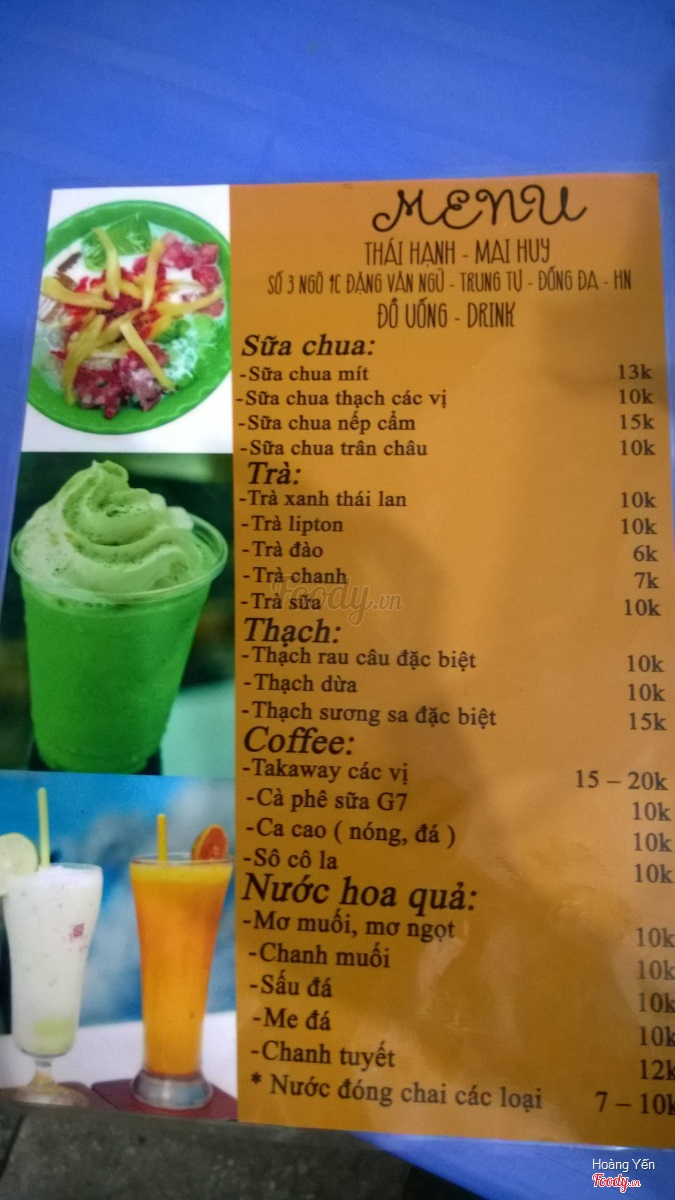 MENU
THÁI HẠNH - MAI HUY
SỐ 3 NGÕ 1C ĐẶNG VĂN NGỮ - TRUNG TỰ - ĐỐNG ĐA - HN
ĐỒ UỐNG - DRINK
Sữa chua:
-Sữa chua mít 13k
-Sữa chua thạch các vị 10k
-Sữa chua nếp cẩm 15k
-Sữa chua trân châu 10k
Trà:
-Trà xanh thái lan 10k
-Trà lipton 10k
-Trà đào 6k
-Trà chanh 7k
-Trà sữa 10k
Foody.vn
Thạch:
-Thạch rau câu đặc biệt 10k
-Thạch dừa 10k
-Thạch sương sa đặc biệt 15k
Coffee:
-Takaway các vị 15 – 20k
-Cà phê sữa G7 10k
-Ca cao ( nóng, đá ) 10k
-Sô cô la 10k
Nước hoa quả:
-Mơ muối, mơ ngọt 10k
-Chanh muối 10k
-Sấu đá 10k
-Me đá 10k
-Chanh tuyết 12k
* Nước đóng chai các loại 7 – 10k
Hoàng Yến
Foody.vn